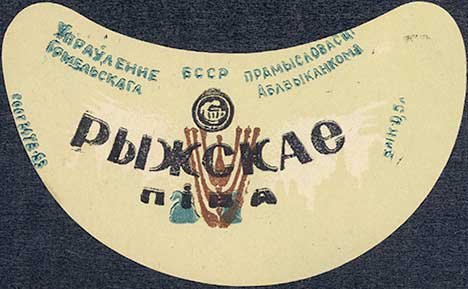 Упраўленне БССР прамысловасці
Гомельскага Аблвыканкома
Рыжскае
піва